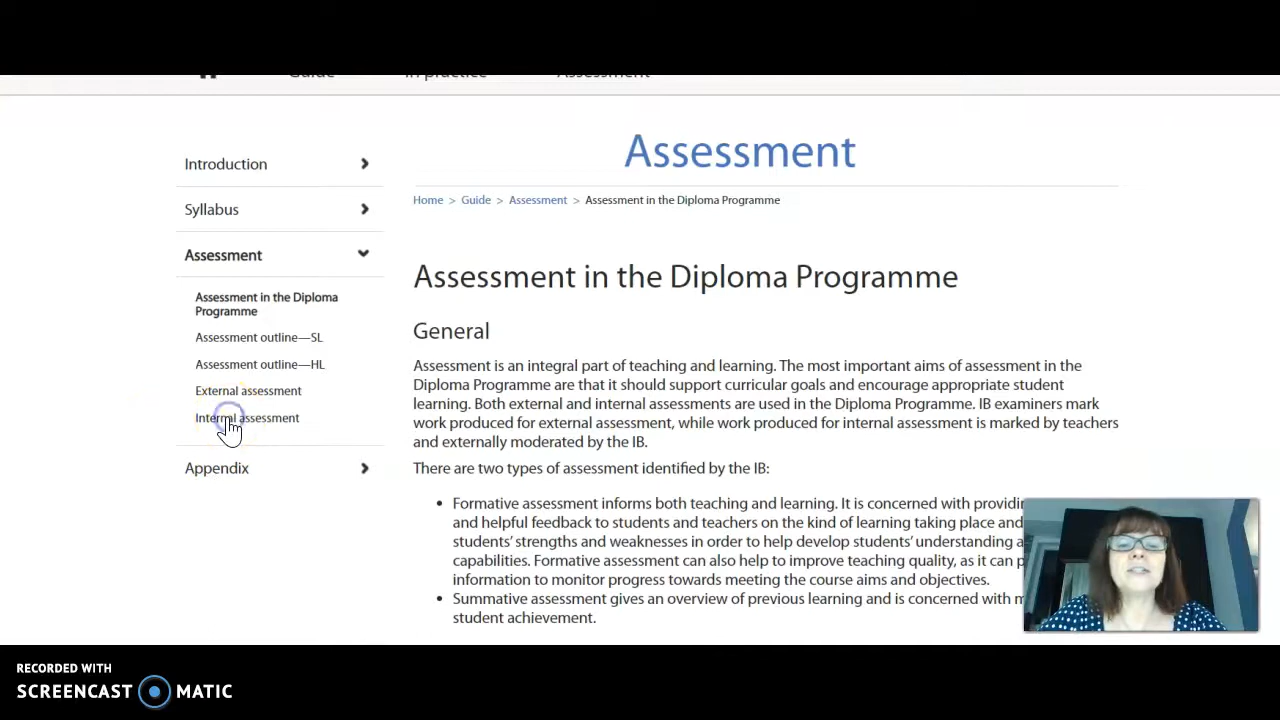 Guide In practice Assessment
Assessment
Introduction
Syllabus
Assessment
Assessment in the Diploma
Programme
Assessment outline—SL
Assessment outline—HL
External assessment
Internal assessment
Appendix
Home > Guide > Assessment > Assessment in the Diploma Programme
Assessment in the Diploma Programme
General
Assessment is an integral part of teaching and learning. The most important aims of assessment in the
Diploma Programme are that it should support curricular goals and encourage appropriate student
learning. Both external and internal assessments are used in the Diploma Programme. IB examiners mark
work produced for external assessment, while work produced for internal assessment is marked by teachers
and externally moderated by the IB.
There are two types of assessment identified by the IB:
• Formative assessment informs both teaching and learning. It is concerned with
and helpful feedback to students and teachers on the kind of learning taking place and
students' strengths and weaknesses in order to help develop students' understanding
capabilities. Formative assessment can also help to improve teaching quality, as it can
information to monitor progress towards meeting the course aims and objectives.
• Summative assessment gives an overview of previous learning and is concerned with
student achievement.
RECORDED WITH
SCREENCAST MATIC